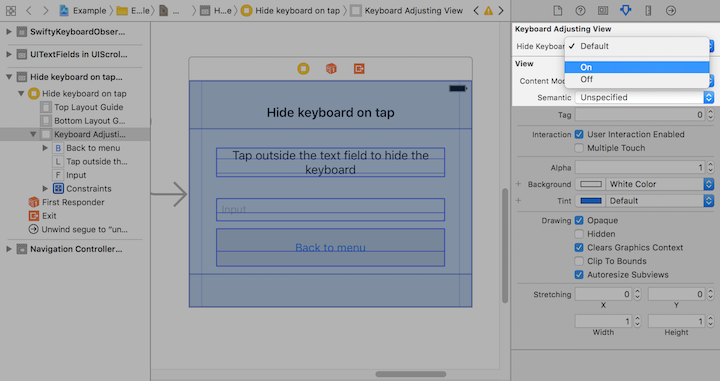 Example
E...le
...
H...e
Hide keyboard on tap
Keyboard Adjusting View
SwiftyKeyboardObser...
UITextFields in UIScrol...
Hide keyboard on tap...
Hide keyboard on tap
Top Layout Guide
Bottom Layout G...
Keyboard Adjusti...
B Back to menu
L Tap outside th...
F Input
Constraints
First Responder
Exit
Unwind segue to "un...
Navigation Controller...
Hide keyboard on tap
Tap outside the text field to hide the
keyboard
Input
Back to menu
Keyboard Adjusting View
Hide Keyboar
✓ Default
On
Off
View
Content Mod
Semantic Unspecified
Tag 0
Interaction User Interaction Enabled
Multiple Touch
Alpha 1
Background White Color
Tint Default
Drawing Opaque
Hidden
Clears Graphics Context
Clip To Bounds
Autoresize Subviews
Stretching 0 0
X Y
1 1
Width Height